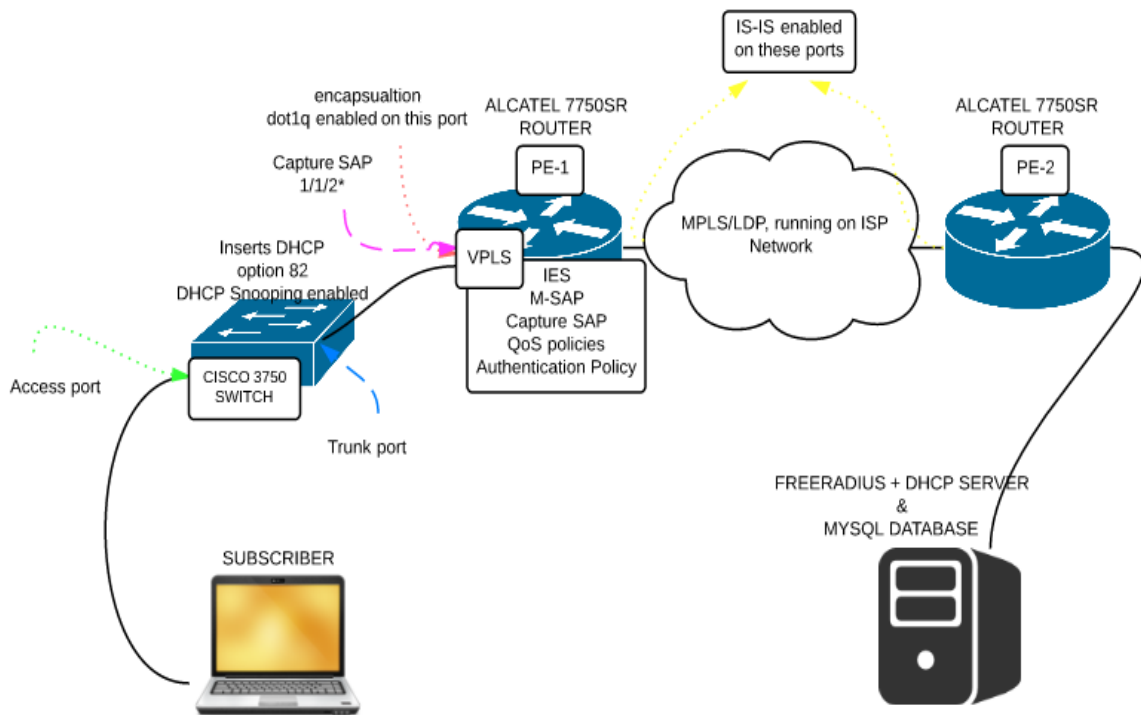 IS-IS enabled
on these ports
encapsualtion
dot1q enabled on this port
ALCATEL 7750SR
ROUTER
ALCATEL 7750SR
ROUTER
PE-1
PE-2
Capture SAP
1/1/2*
MPLS/LDP, running on ISP
Network
Inserts DHCP
option 82
DHCP Snooping enabled
VPLS
IES
M-SAP
Capture SAP
QoS policies
Authentication Policy
Access port
CISCO 3750
SWITCH
Trunk port
FREERADIUS + DHCP SERVER
&
MYSQL DATABASE
SUBSCRIBER